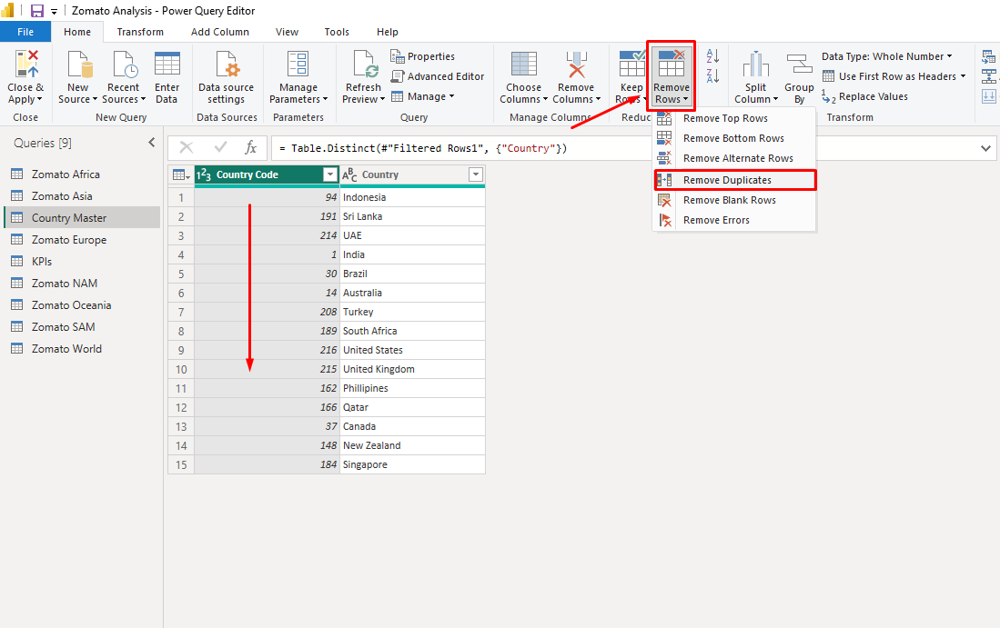 Zomato Analysis - Power Query Editor
File Home Transform Add Column View Tools Help
Close & Apply
Close
New Source
Recent Sources
Enter Data
New Query
Data source settings
Data Sources
Manage Parameters
Parameters
Refresh Preview
Properties
Advanced Editor
Manage
Query
Choose Columns
Remove Columns
Manage Columns
Keep Rows
Remove Rows
Reduc
A Z
Z A
Split Column
Group By
Data Type: Whole Number
Use First Row as Headers
1 2 Replace Values
Transform
Remove Top Rows
Remove Bottom Rows
Remove Alternate Rows
Remove Duplicates
Remove Blank Rows
Remove Errors
Queries [9]
fx = Table.Distinct(#"Filtered Rows1", {"Country"})
Zomato Africa
Zomato Asia
Country Master
Zomato Europe
KPIs
Zomato NAM
Zomato Oceania
Zomato SAM
Zomato World
123 Country Code ABC Country
1 94 Indonesia
2 191 Sri Lanka
3 214 UAE
4 1 India
5 30 Brazil
6 14 Australia
7 208 Turkey
8 189 South Africa
9 216 United States
10 215 United Kingdom
11 162 Phillipines
12 166 Qatar
13 37 Canada
14 148 New Zealand
15 184 Singapore